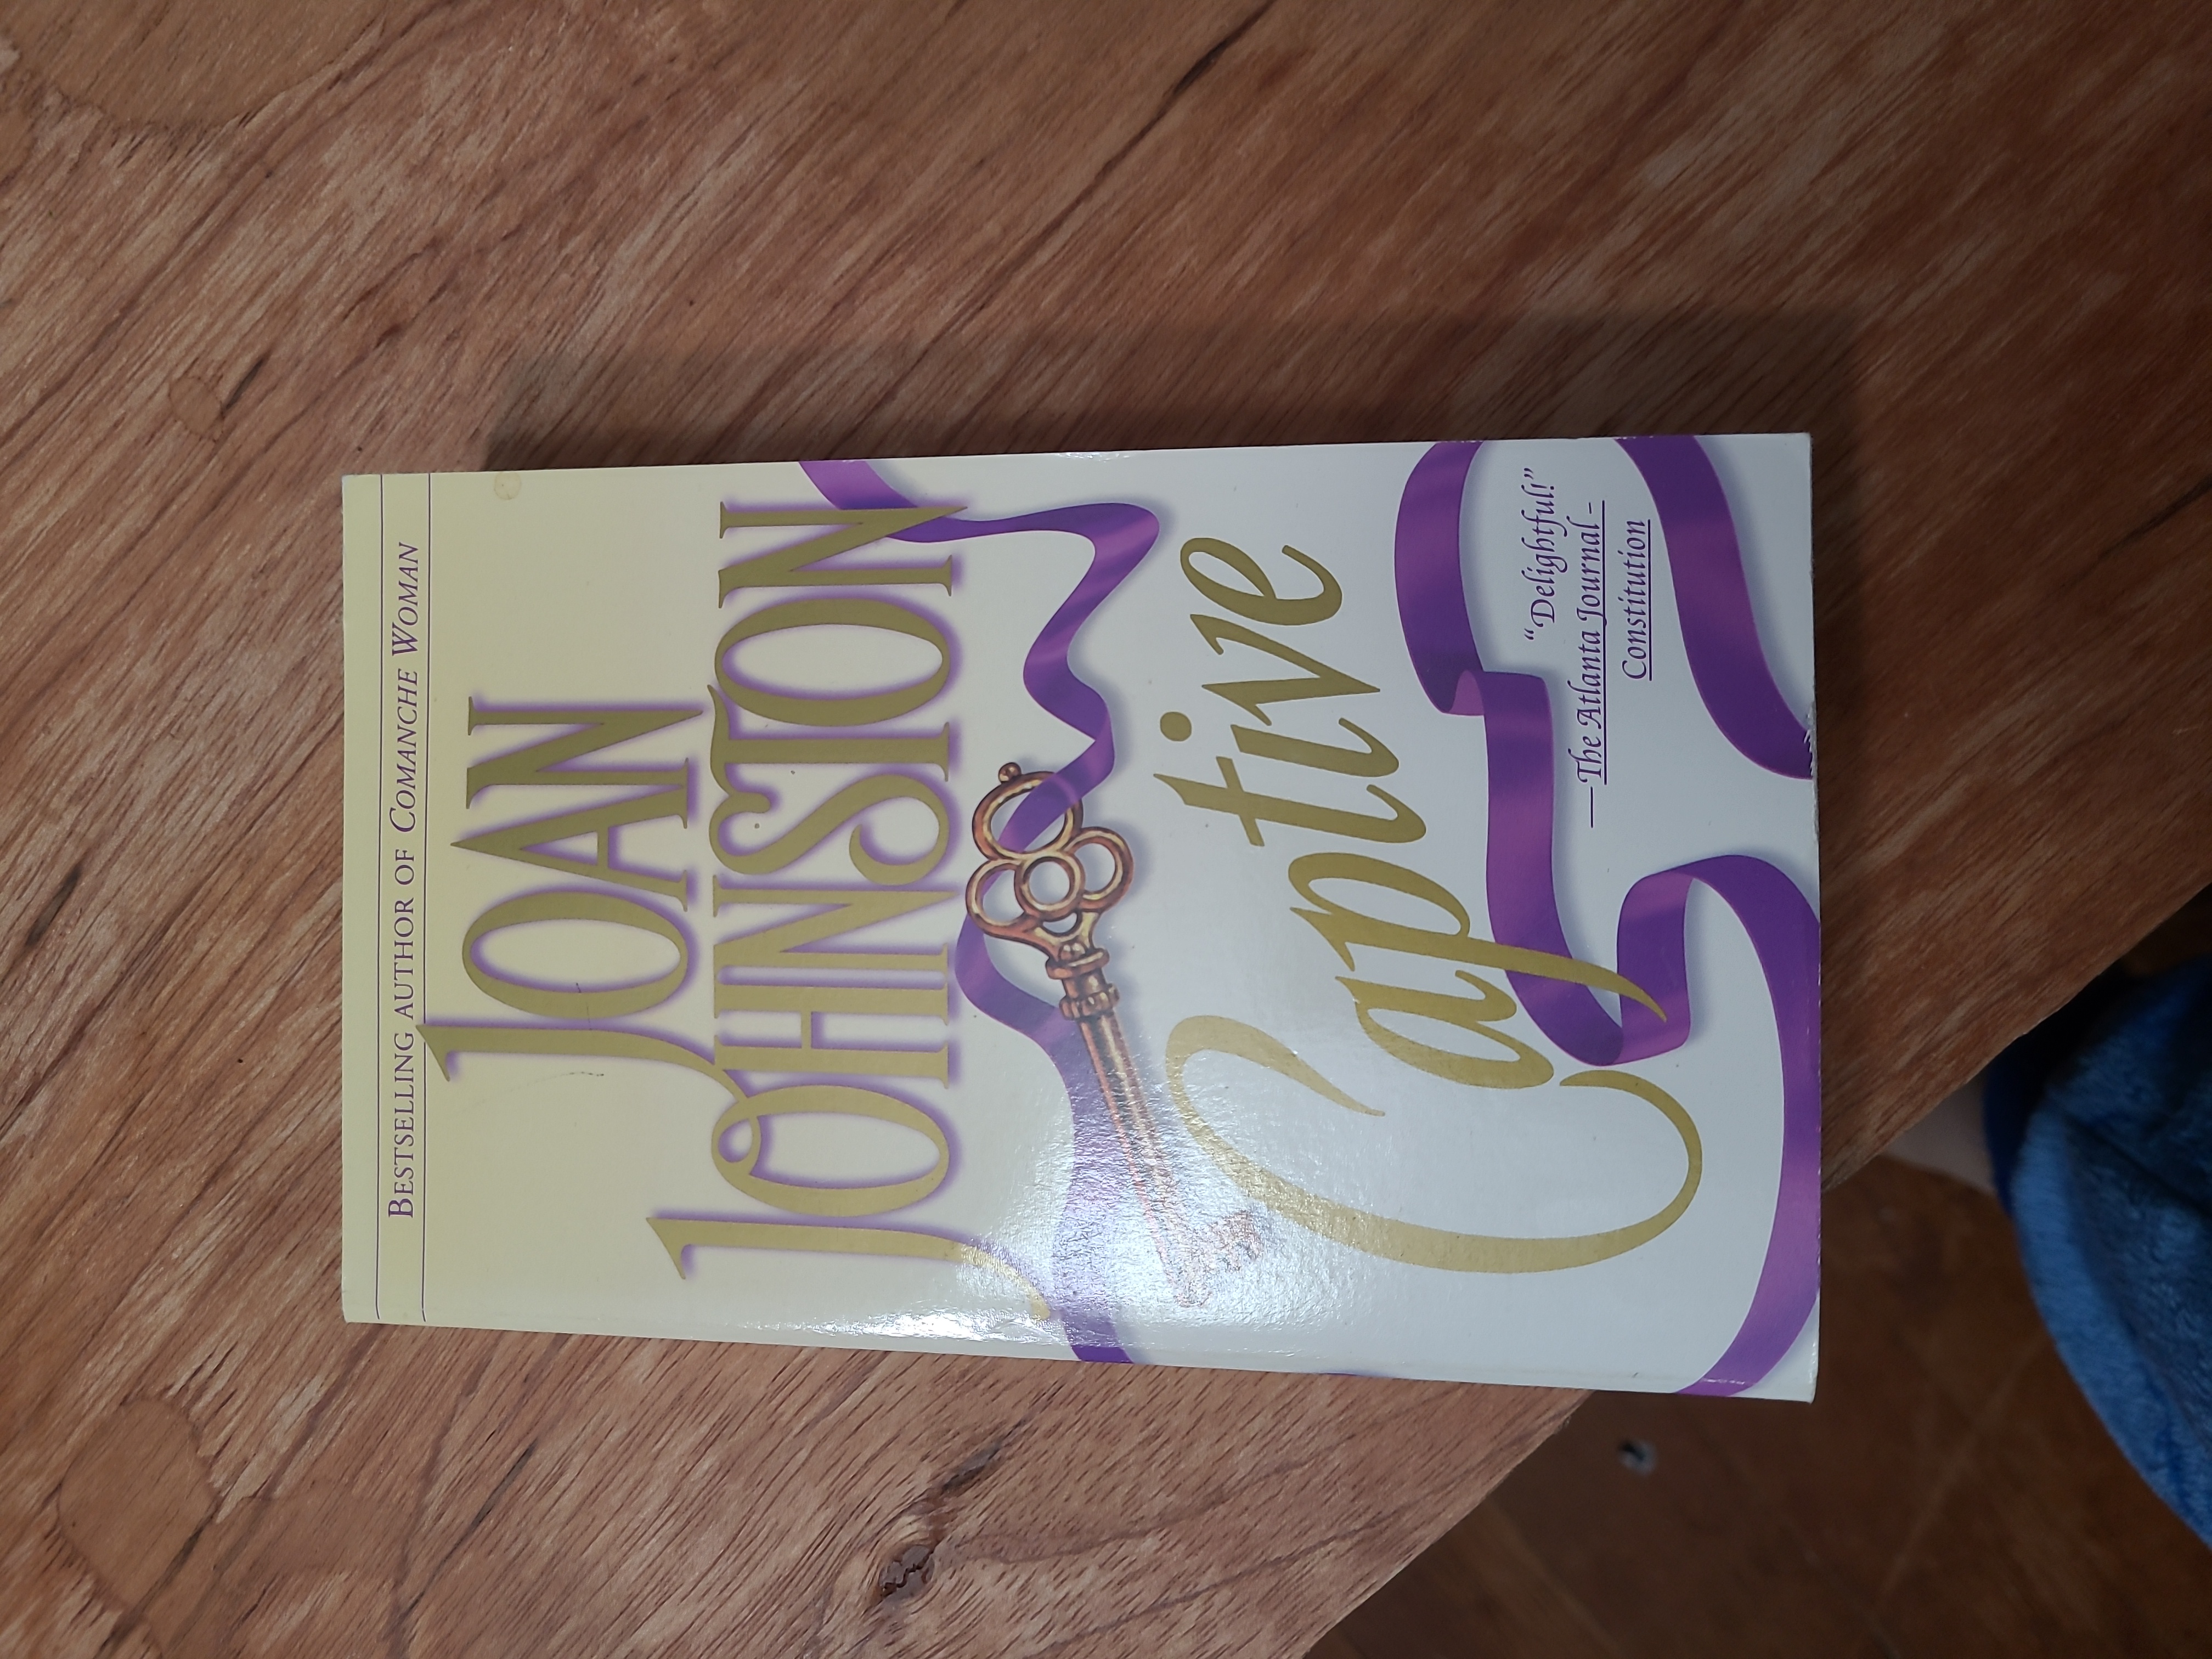 BESTSELLING AUTHOR OF COMANCHE WOMAN
JOAN
JOHNSTON
Captive
“Delightful!”
—The Atlanta Journal-
Constitution